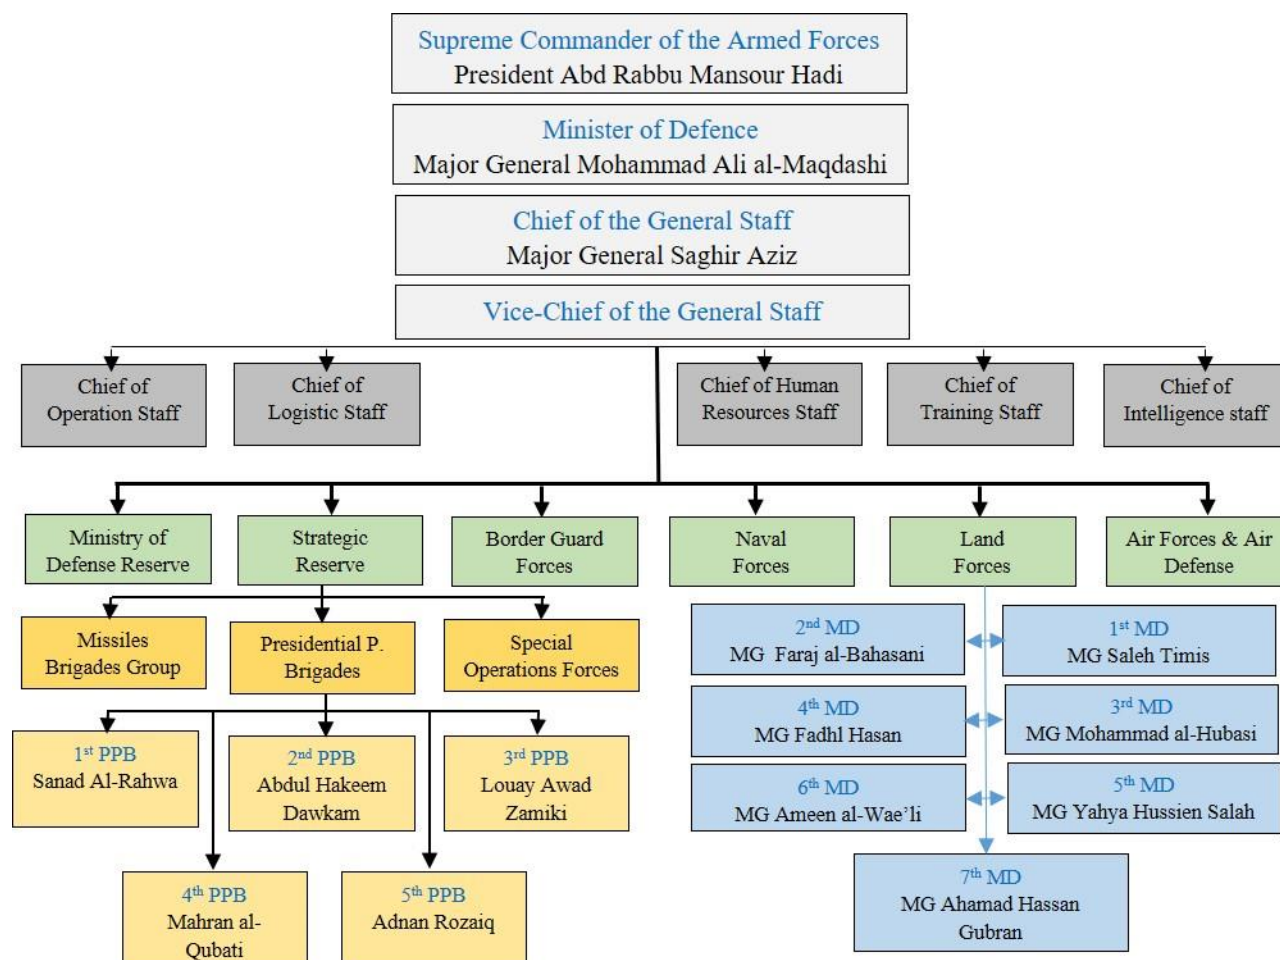 Supreme Commander of the Armed Forces
President Abd Rabbu Mansour Hadi
Minister of Defence
Major General Mohammad Ali al-Maqdashi
Chief of the General Staff
Major General Saghir Aziz
Vice-Chief of the General Staff
Chief of
Operation Staff
Chief of
Logistic Staff
Chief of Human
Resources Staff
Chief of
Training Staff
Chief of
Intelligence staff
Ministry of
Defense Reserve
Strategic
Reserve
Border Guard
Forces
Naval
Forces
Land
Forces
Air Forces & Air
Defense
Missiles
Brigades Group
Presidential P.
Brigades
Special
Operations Forces
2nd MD
MG Faraj al-Bahasani
1st MD
MG Saleh Timis
4th MD
MG Fadhl Hasan
3rd MD
MG Mohammad al-Hubasi
6th MD
MG Ameen al-Wae’li
5th MD
MG Yahya Hussien Salah
7th MD
MG Ahamad Hassan
Gubran
1st PPB
Sanad Al-Rahwa
2nd PPB
Abdul Hakeem
Dawkam
3rd PPB
Louay Awad
Zamiki
4th PPB
Mahran al-
Qubati
5th PPB
Adnan Rozaiq